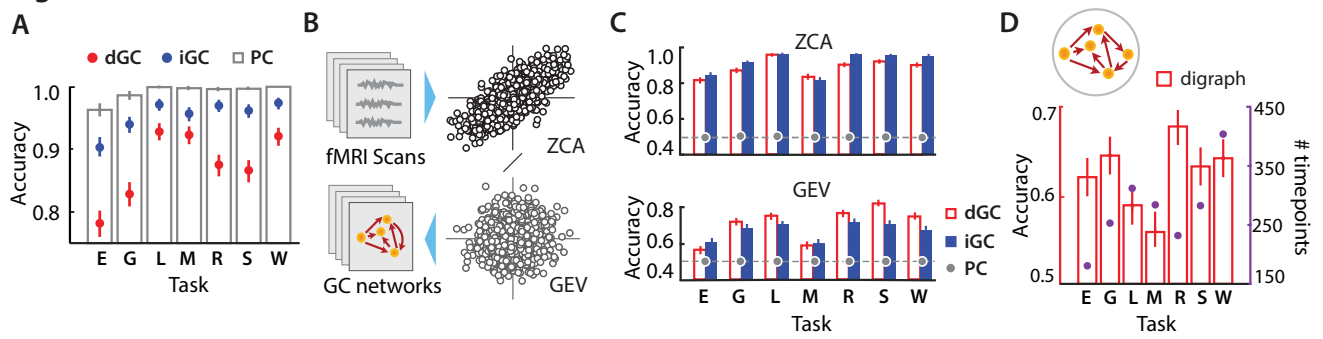 A
dGC iGC PC
1.0
0.9
0.8
Accuracy
E G L M R S W
Task
B
fMRI Scans
ZCA
GC networks
GEV
C
ZCA
1.0
0.8
0.6
0.4
Accuracy
GEV
0.8
0.6
0.4
Accuracy
dGC
iGC
PC
E G L M R S W
Task
D
digraph
0.7
0.6
0.5
Accuracy
450
350
250
150
# timepoints
E G L M R S W
Task